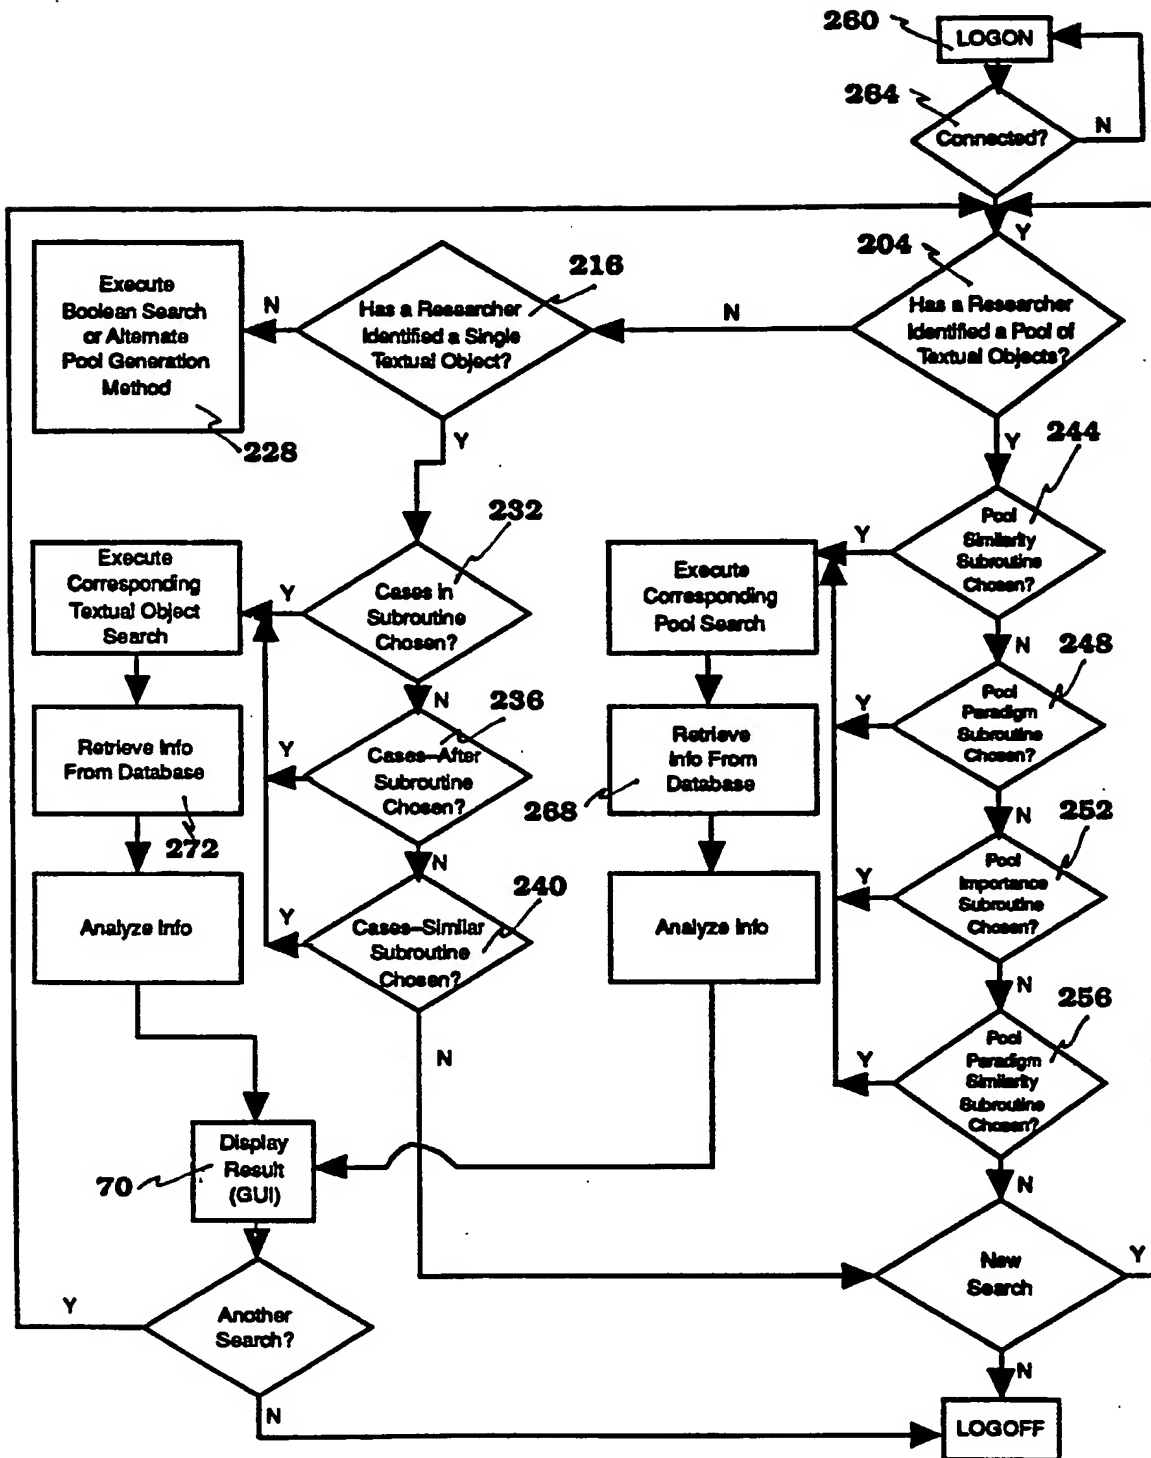 260
LOGON
264
Connected?
N
Y
204
Has a Researcher
Identified a Pool of
Textual Objects?
N
216
Has a Researcher
Identified a Single
Textual Object?
N
Execute
Boolean Search
or Alternate
Pool Generation
Method
228
Y
Y
244
Pool
Similarity
Subroutine
Chosen?
Y
N
248
Pool
Paradigm
Subroutine
Chosen?
Y
N
252
Pool
Importance
Subroutine
Chosen?
Y
N
256
Pool
Paradigm
Similarity
Subroutine
Chosen?
Y
N
Execute
Corresponding
Pool Search
Retrieve
Info From
Database
268
Analyze Info
232
Cases In
Subroutine
Chosen?
Y
N
236
Cases–After
Subroutine
Chosen?
Y
N
240
Cases–Similar
Subroutine
Chosen?
Y
N
Execute
Corresponding
Textual Object
Search
Retrieve Info
From Database
272
Analyze Info
Display
Result
(GUI)
70
Another
Search?
Y
N
New
Search
Y
N
LOGOFF